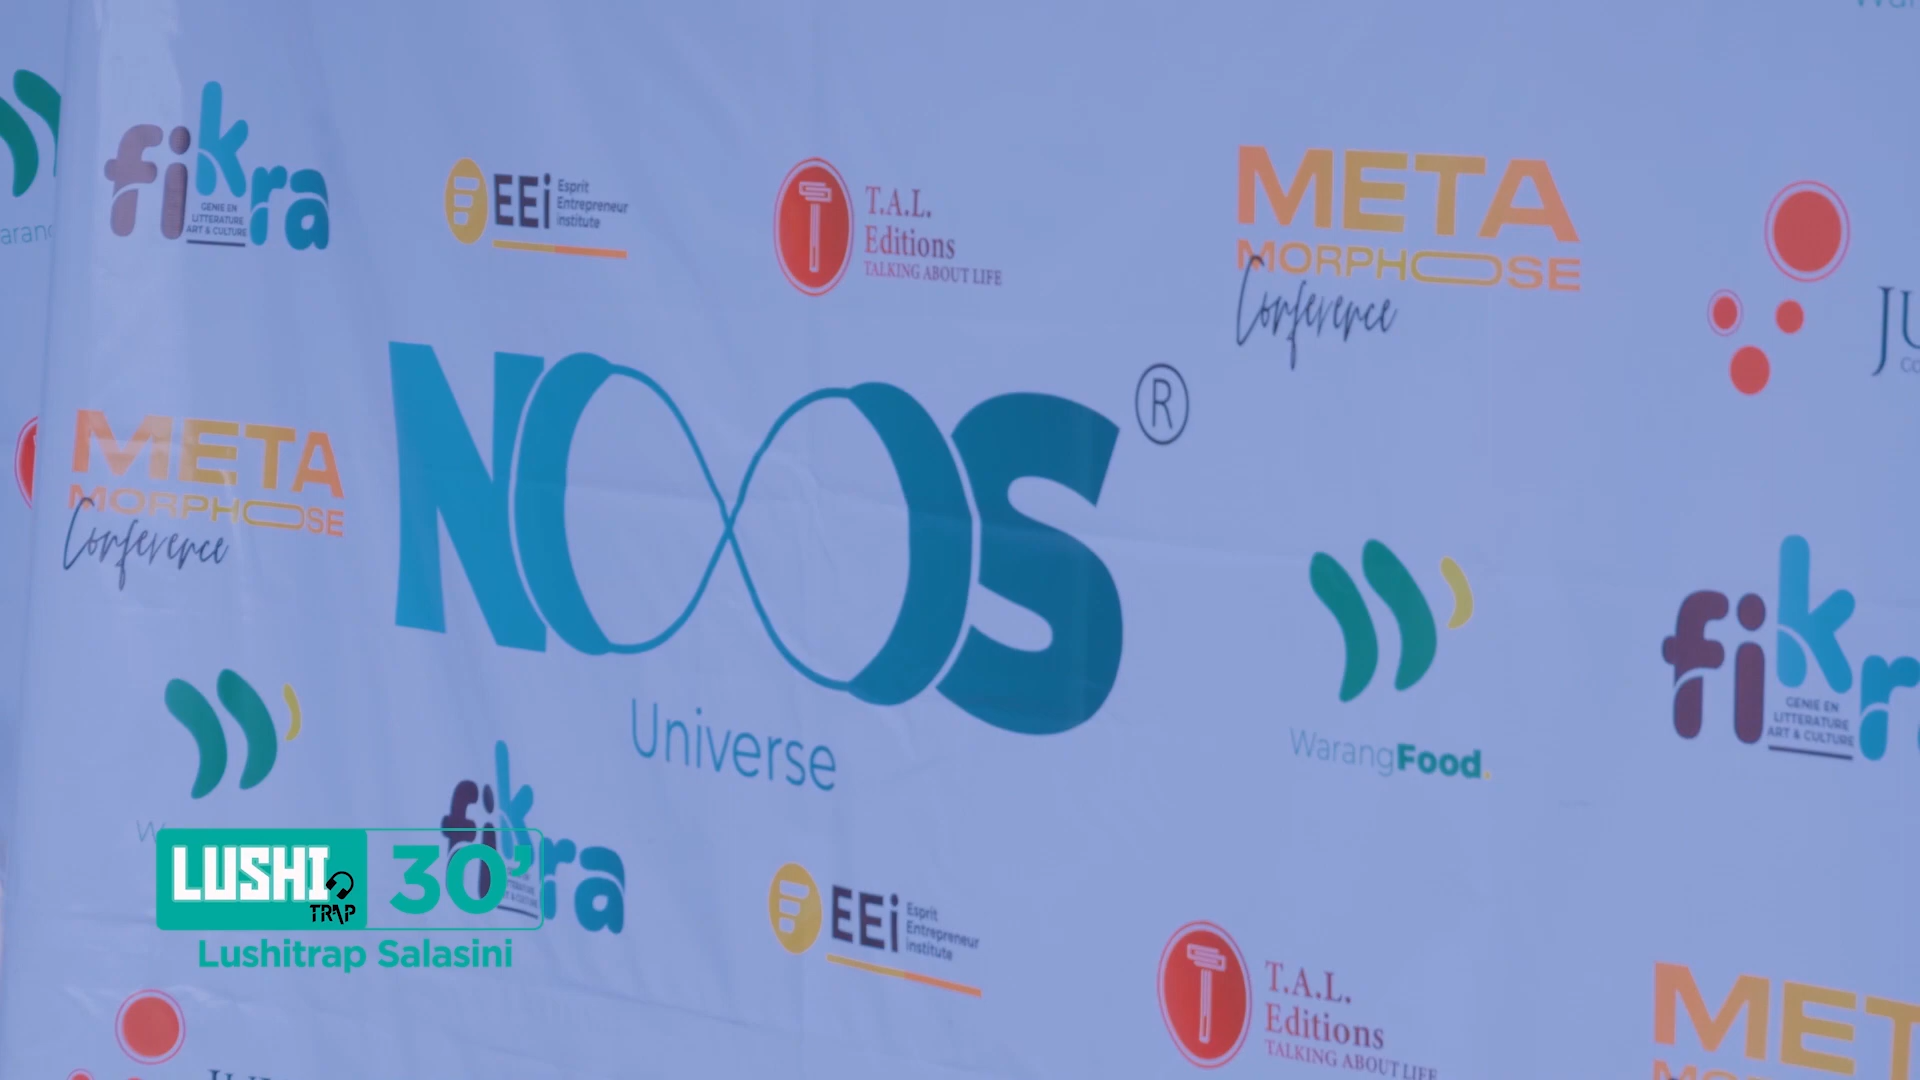 fikra
GENIE EN
LITTERATURE
ART & CULTURE
EEi Esprit
Entrepreneur
institute
T.A.L.
Editions
TALKING ABOUT LIFE
META
MORPHOSE
Conference
META
MORPHOSE
Conference
NOOS ®
Universe
WarangFood.
fikra
GENIE EN
LITTERATURE
ART & CULTURE
fikra
EEi Esprit
Entrepreneur
institute
T.A.L.
Editions
TALKING ABOUT LIFE
META
LUSHI
TRAP
30’
Lushitrap Salasini